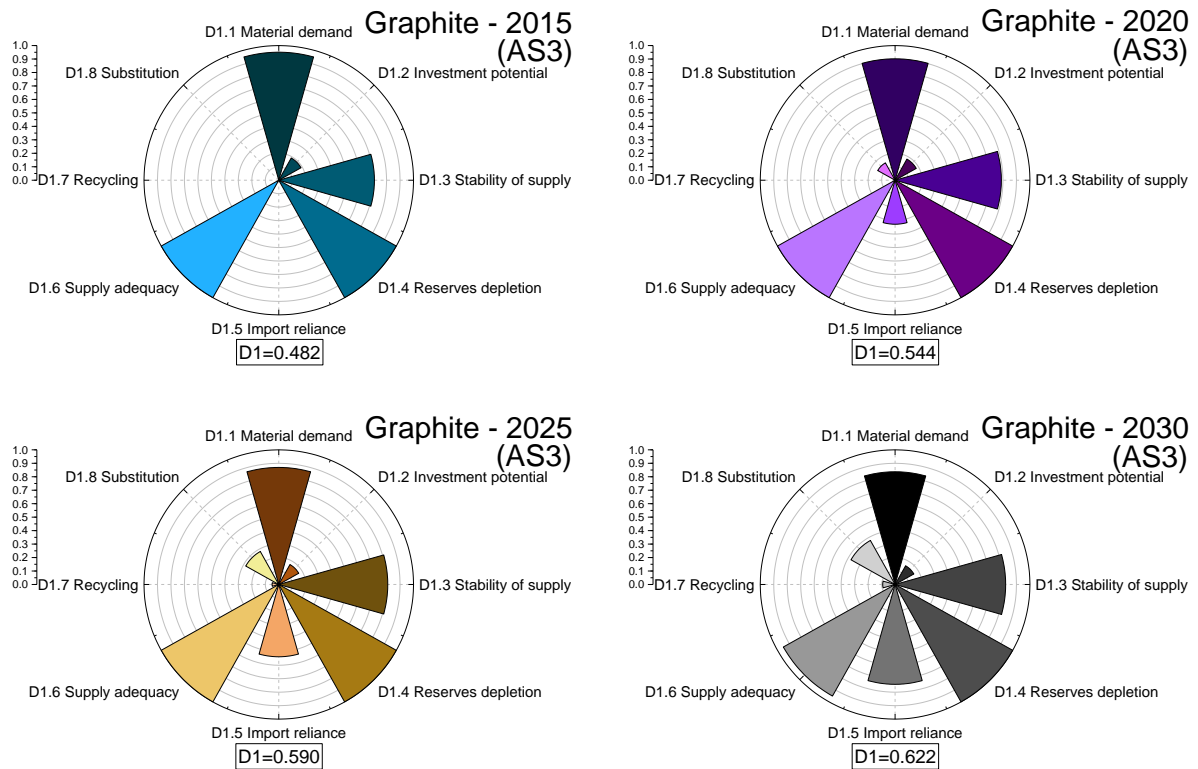 Graphite - 2015
(AS3)
D1.1 Material demand
D1.8 Substitution
D1.2 Investment potential
1.0
0.9
0.8
0.7
0.6
0.5
0.4
0.3
0.2
0.1
0.0
D1.7 Recycling
D1.3 Stability of supply
D1.6 Supply adequacy
D1.4 Reserves depletion
D1.5 Import reliance
D1=0.482
Graphite - 2020
(AS3)
D1.1 Material demand
D1.8 Substitution
D1.2 Investment potential
1.0
0.9
0.8
0.7
0.6
0.5
0.4
0.3
0.2
0.1
0.0
D1.7 Recycling
D1.3 Stability of supply
D1.6 Supply adequacy
D1.4 Reserves depletion
D1.5 Import reliance
D1=0.544
Graphite - 2025
(AS3)
D1.1 Material demand
D1.8 Substitution
D1.2 Investment potential
1.0
0.9
0.8
0.7
0.6
0.5
0.4
0.3
0.2
0.1
0.0
D1.7 Recycling
D1.3 Stability of supply
D1.6 Supply adequacy
D1.4 Reserves depletion
D1.5 Import reliance
D1=0.590
Graphite - 2030
(AS3)
D1.1 Material demand
D1.8 Substitution
D1.2 Investment potential
1.0
0.9
0.8
0.7
0.6
0.5
0.4
0.3
0.2
0.1
0.0
D1.7 Recycling
D1.3 Stability of supply
D1.6 Supply adequacy
D1.4 Reserves depletion
D1.5 Import reliance
D1=0.622